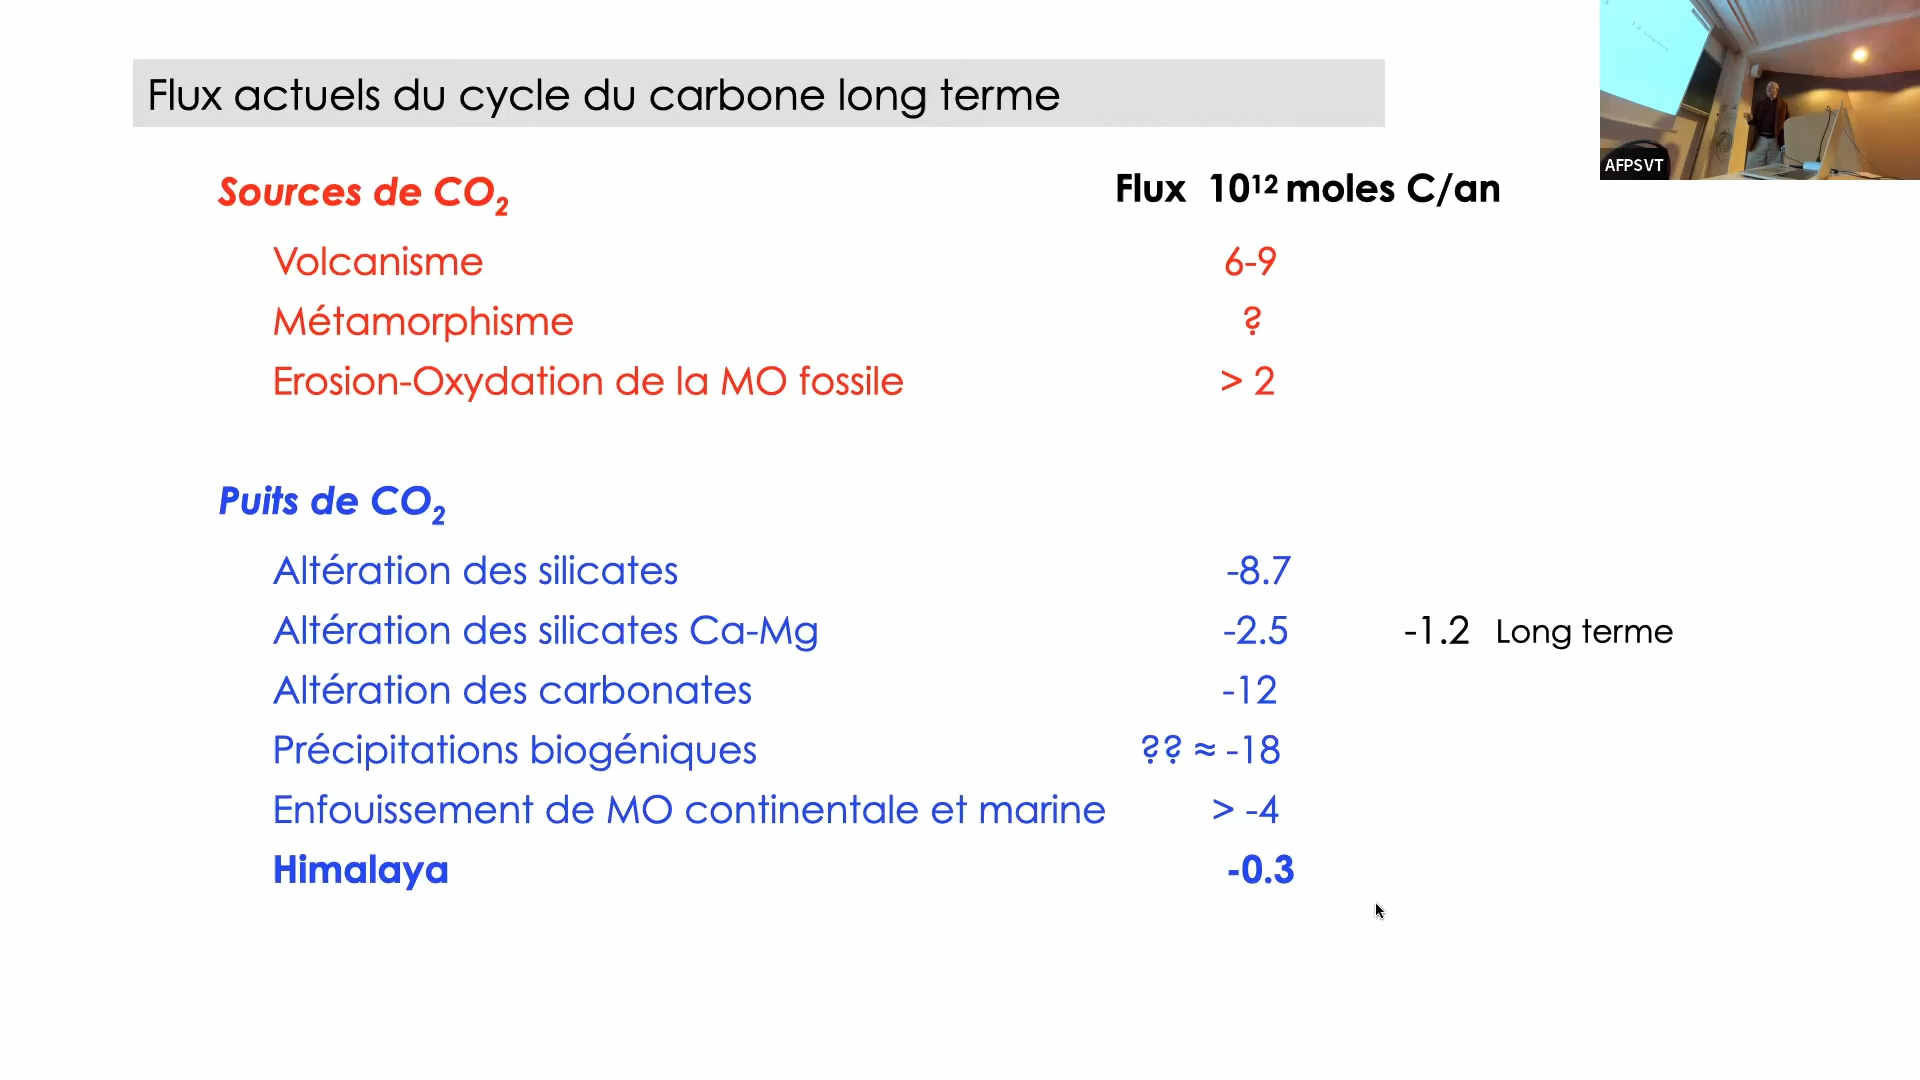 Flux actuels du cycle du carbone long terme
AFPSVT
Sources de CO₂ Flux 10¹² moles C/an
Volcanisme 6-9
Métamorphisme ?
Erosion-Oxydation de la MO fossile > 2
Puits de CO₂
Altération des silicates -8.7
Altération des silicates Ca-Mg -2.5 -1.2 Long terme
Altération des carbonates -12
Précipitations biogéniques ?? ≈ -18
Enfouissement de MO continentale et marine > -4
Himalaya -0.3